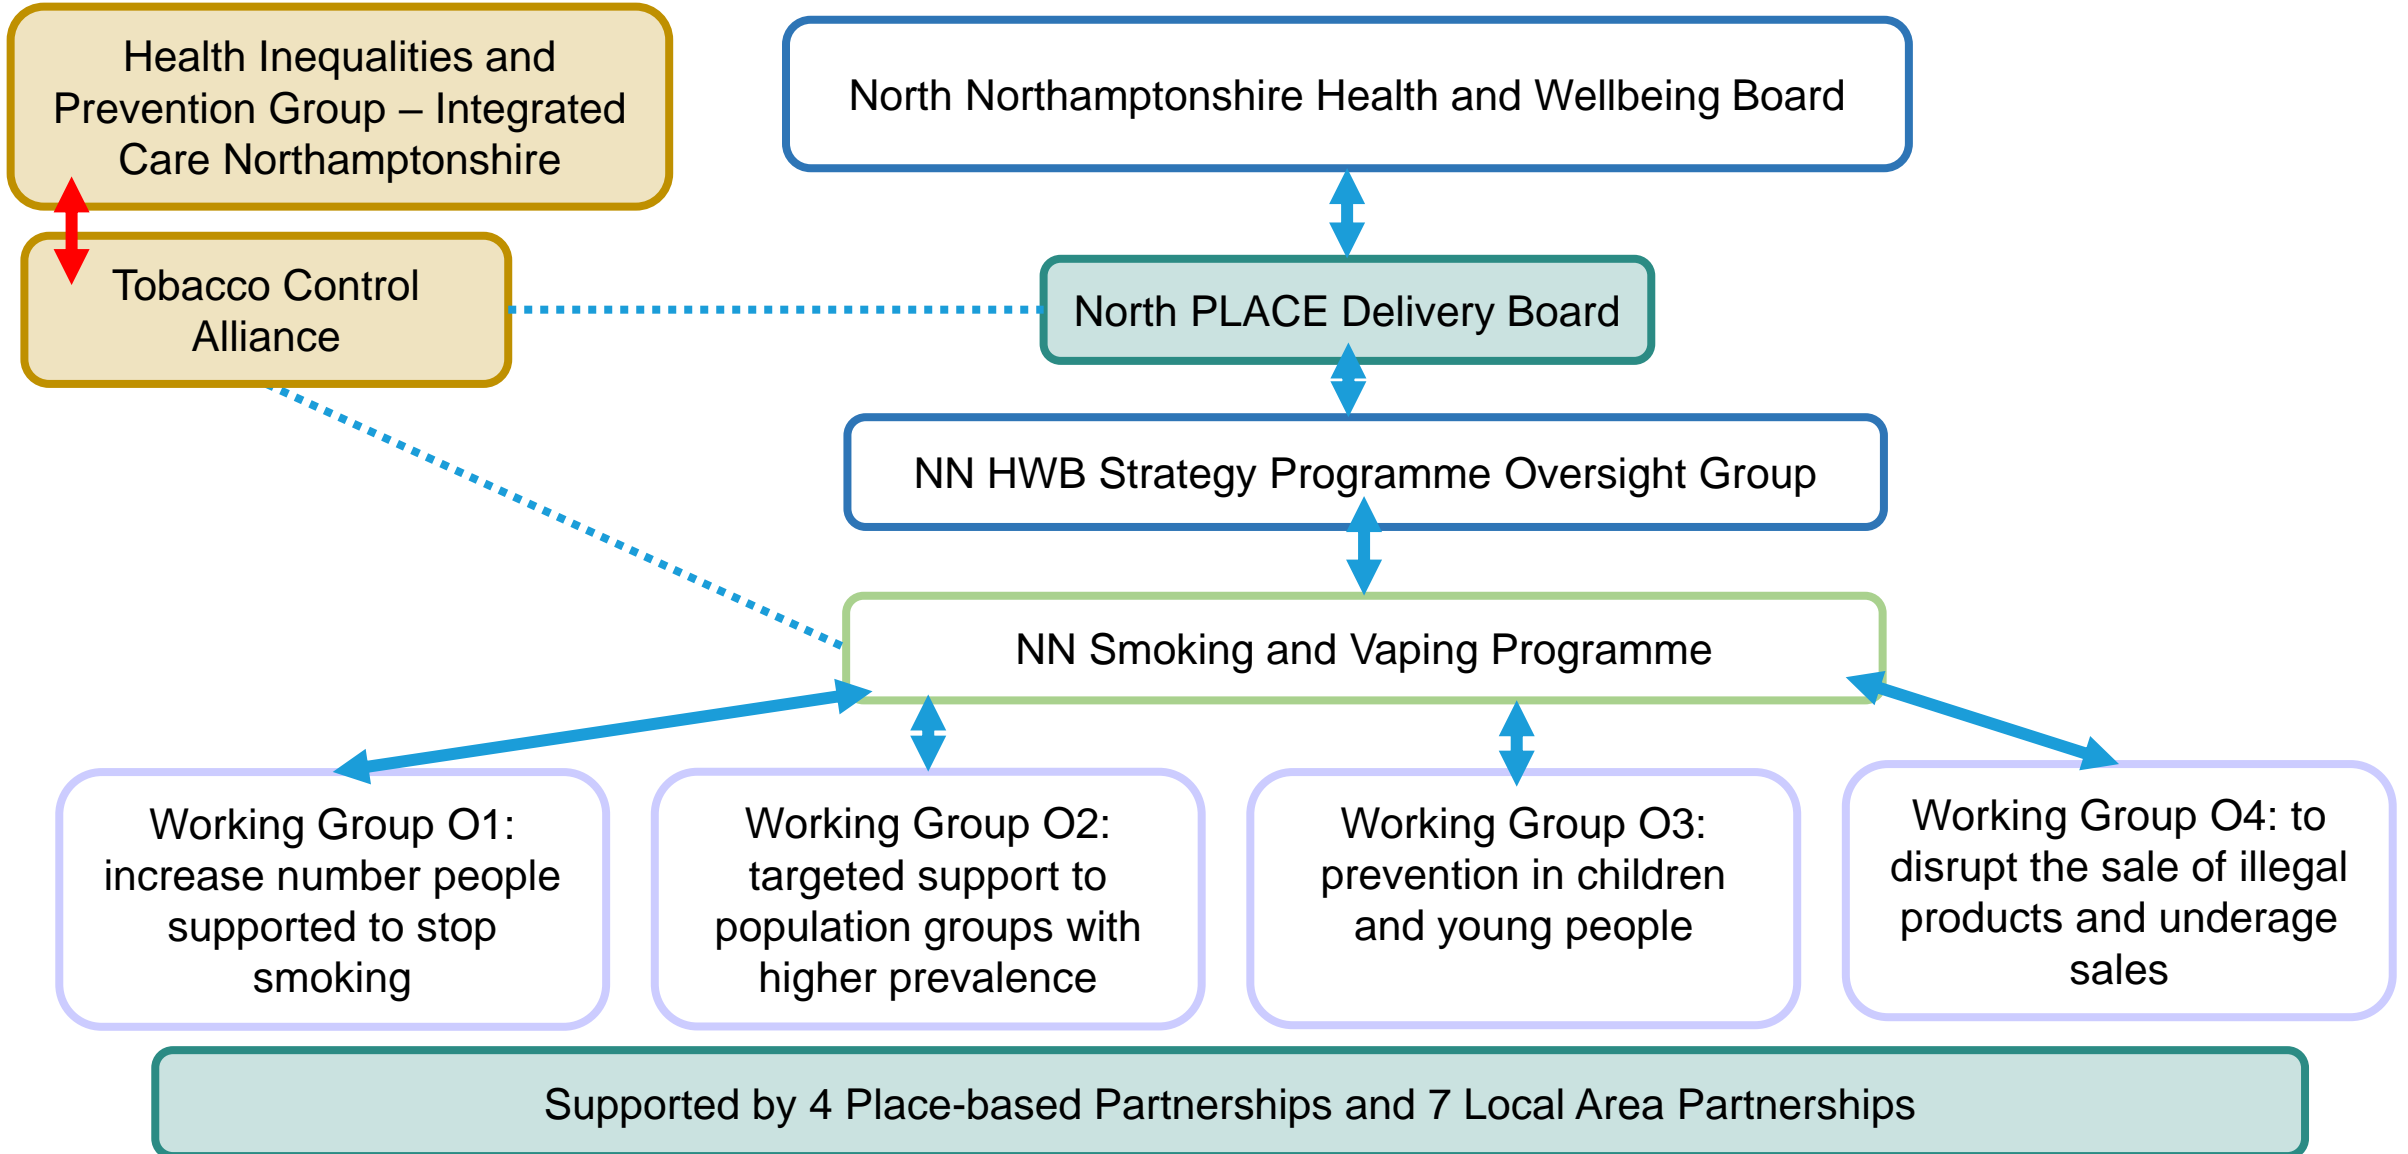 Health Inequalities and
Prevention Group – Integrated
Care Northamptonshire
North Northamptonshire Health and Wellbeing Board
Tobacco Control
Alliance
North PLACE Delivery Board
NN HWB Strategy Programme Oversight Group
NN Smoking and Vaping Programme
Working Group O1:
increase number people
supported to stop
smoking
Working Group O2:
targeted support to
population groups with
higher prevalence
Working Group O3:
prevention in children
and young people
Working Group O4: to
disrupt the sale of illegal
products and underage
sales
Supported by 4 Place-based Partnerships and 7 Local Area Partnerships